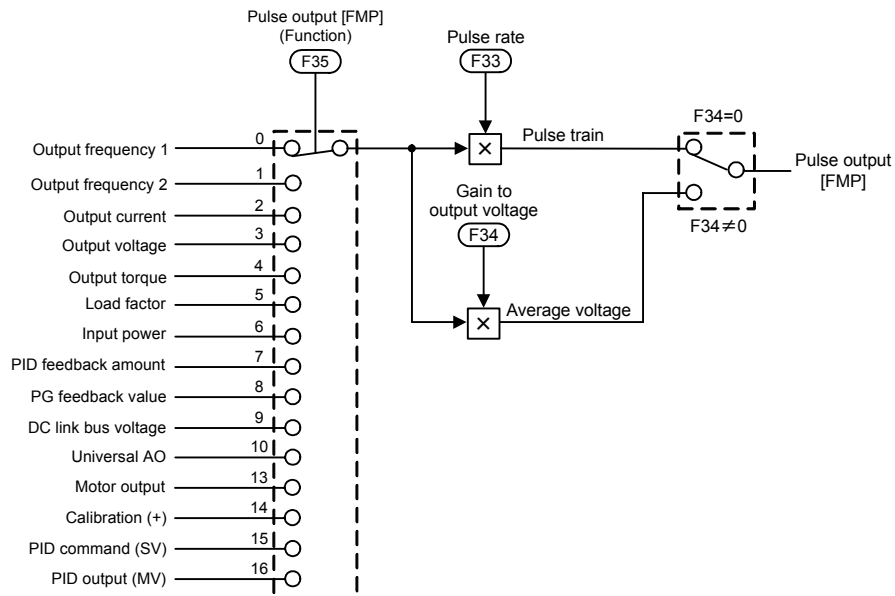 Pulse output [FMP]
(Function)
F35
Pulse rate
F33
F34=0
Output frequency 1
0
Pulse train
Pulse output
[FMP]
Output frequency 2
1
Gain to
output voltage
F34
F34≠0
Output current
2
Output voltage
3
Output torque
4
Load factor
5
Average voltage
Input power
6
PID feedback amount
7
PG feedback value
8
DC link bus voltage
9
Universal AO
10
Motor output
13
Calibration (+)
14
PID command (SV)
15
PID output (MV)
16
×
×